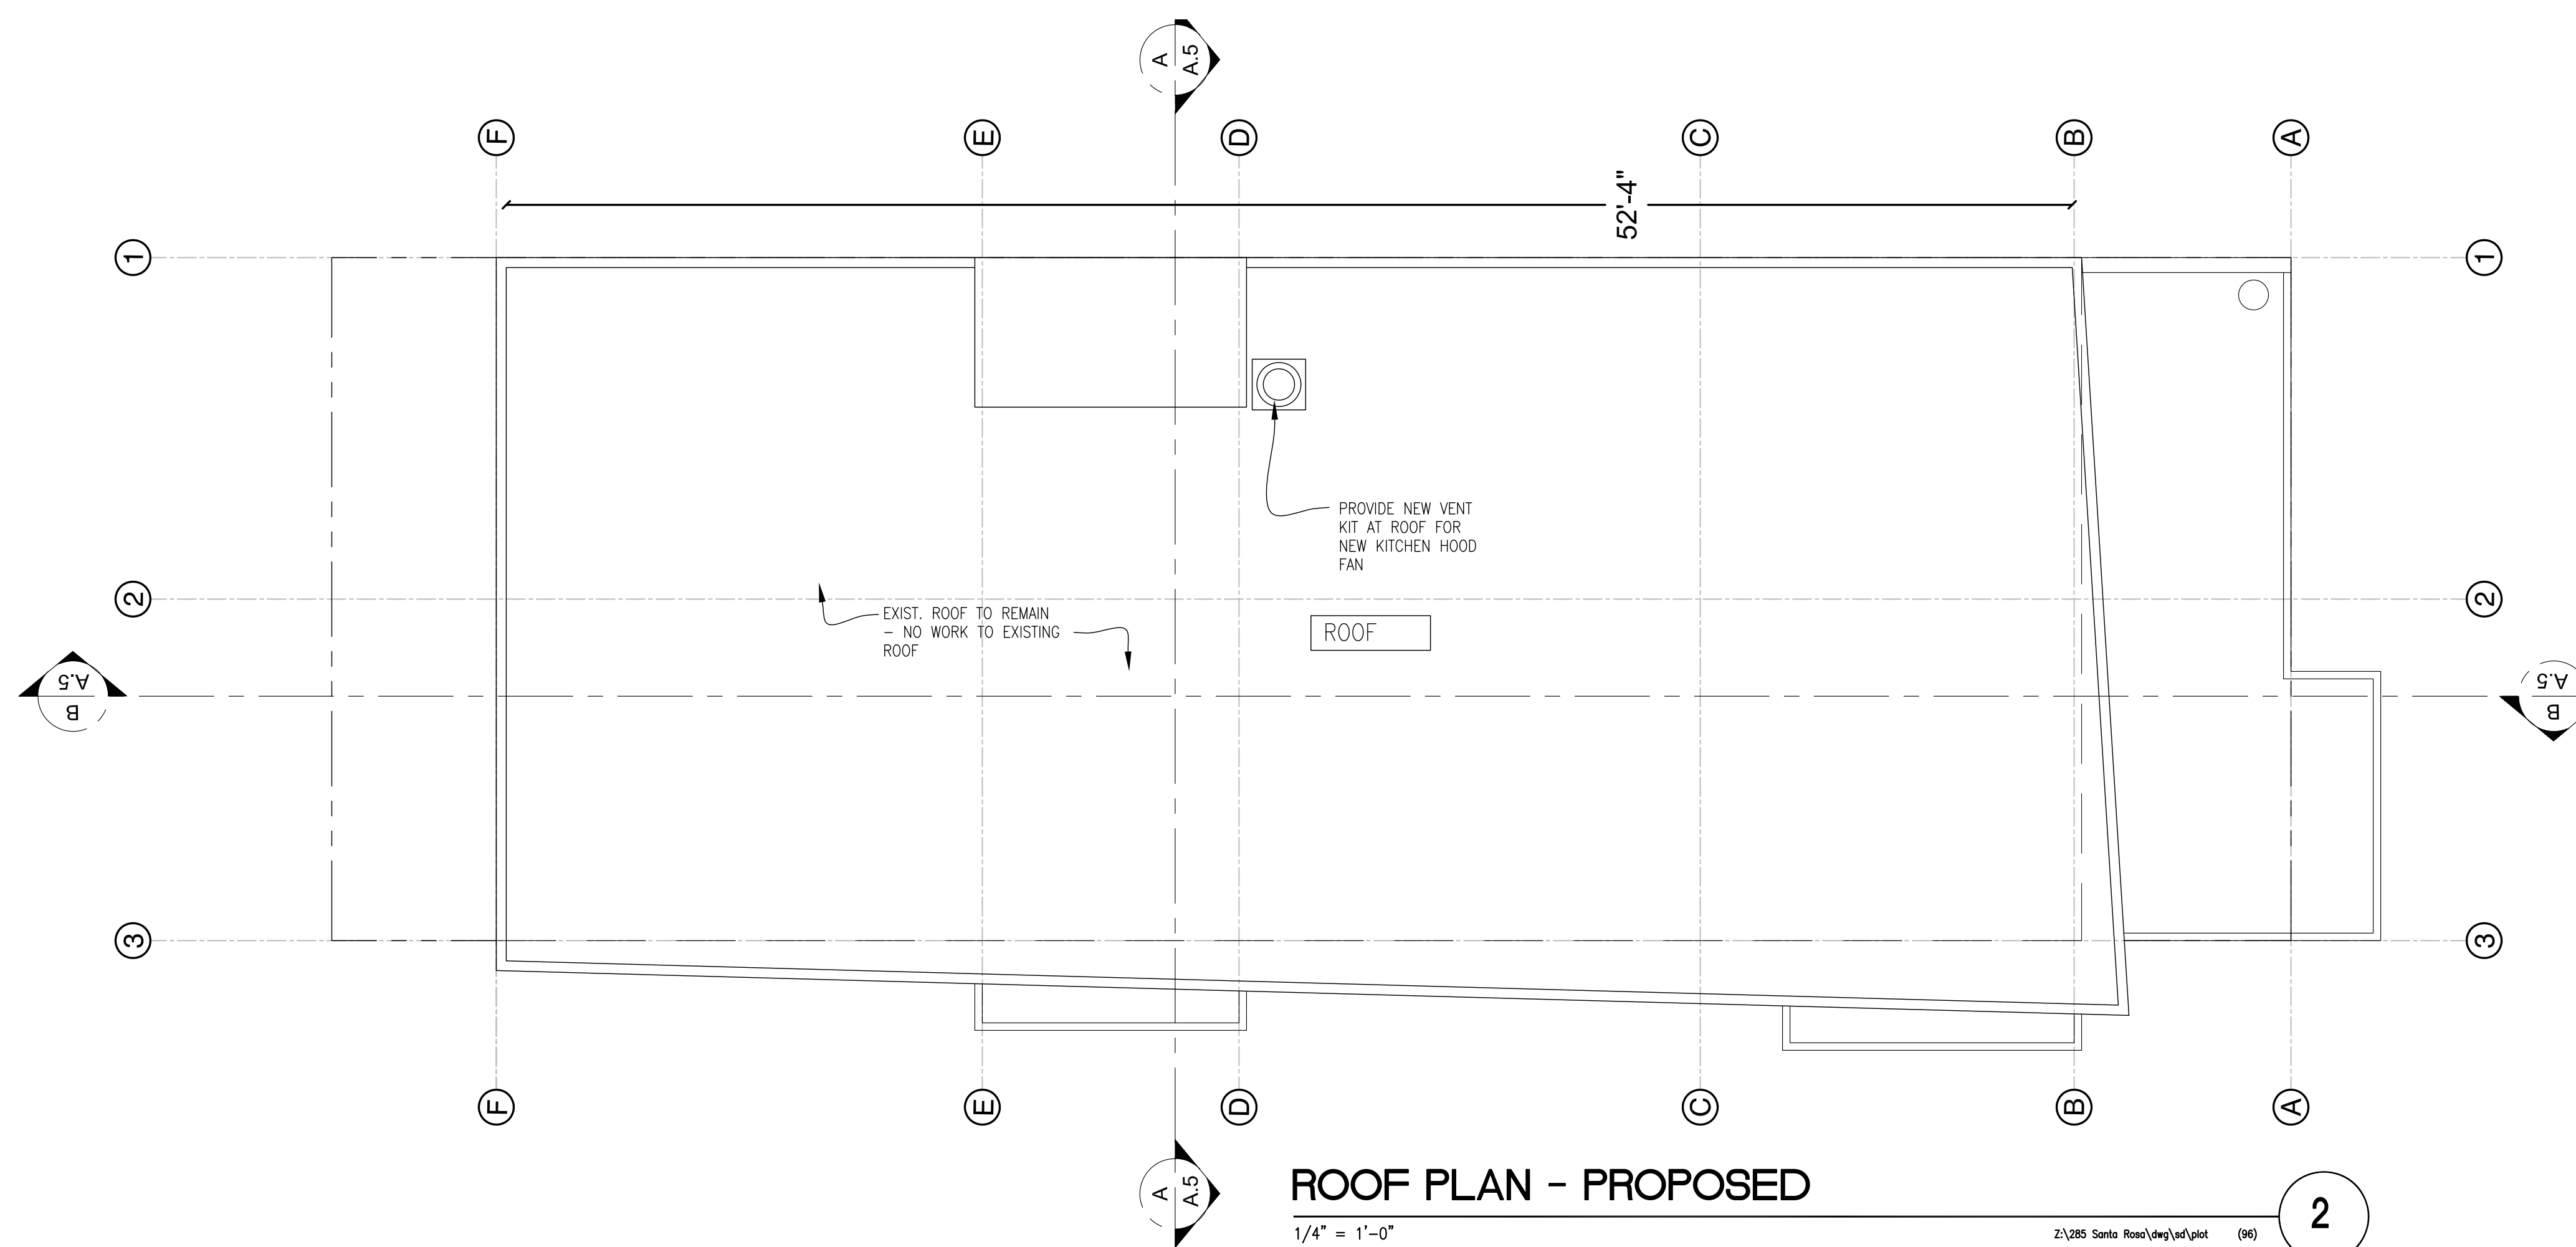 A
A.5
F
E
D
C
B
A
52'-4"
1
1
PROVIDE NEW VENT
KIT AT ROOF FOR
NEW KITCHEN HOOD
FAN
2
2
EXIST. ROOF TO REMAIN
- NO WORK TO EXISTING
ROOF
ROOF
A.5
B
A.5
B
3
3
F
E
D
C
B
A
A
A.5
ROOF PLAN - PROPOSED
2
1/4" = 1'-0"
Z:\285 Santa Rosa\dwg\sd\plot (96)